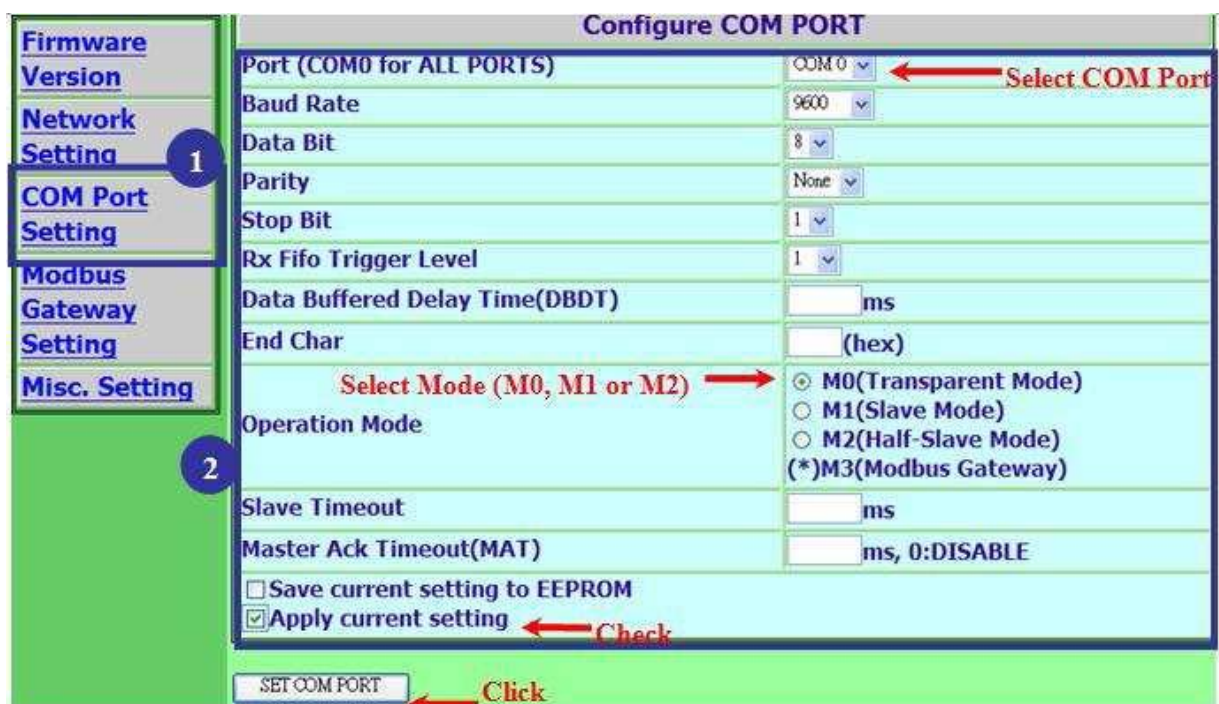 Firmware
Version
Network
Setting
1
COM Port
Setting
Modbus
Gateway
Setting
Misc. Setting
2
Configure COM PORT
Port (COM0 for ALL PORTS) COM 0 Select COM Port
Baud Rate 9600
Data Bit 8
Parity None
Stop Bit 1
Rx Fifo Trigger Level 1
Data Buffered Delay Time(DBDT) ms
End Char (hex)
Select Mode (M0, M1 or M2) M0(Transparent Mode)
M1(Slave Mode)
Operation Mode
M2(Half-Slave Mode)
(*)M3(Modbus Gateway)
Slave Timeout ms
Master Ack Timeout(MAT) ms, 0:DISABLE
Save current setting to EEPROM
Apply current setting Check
SET COM PORT Click